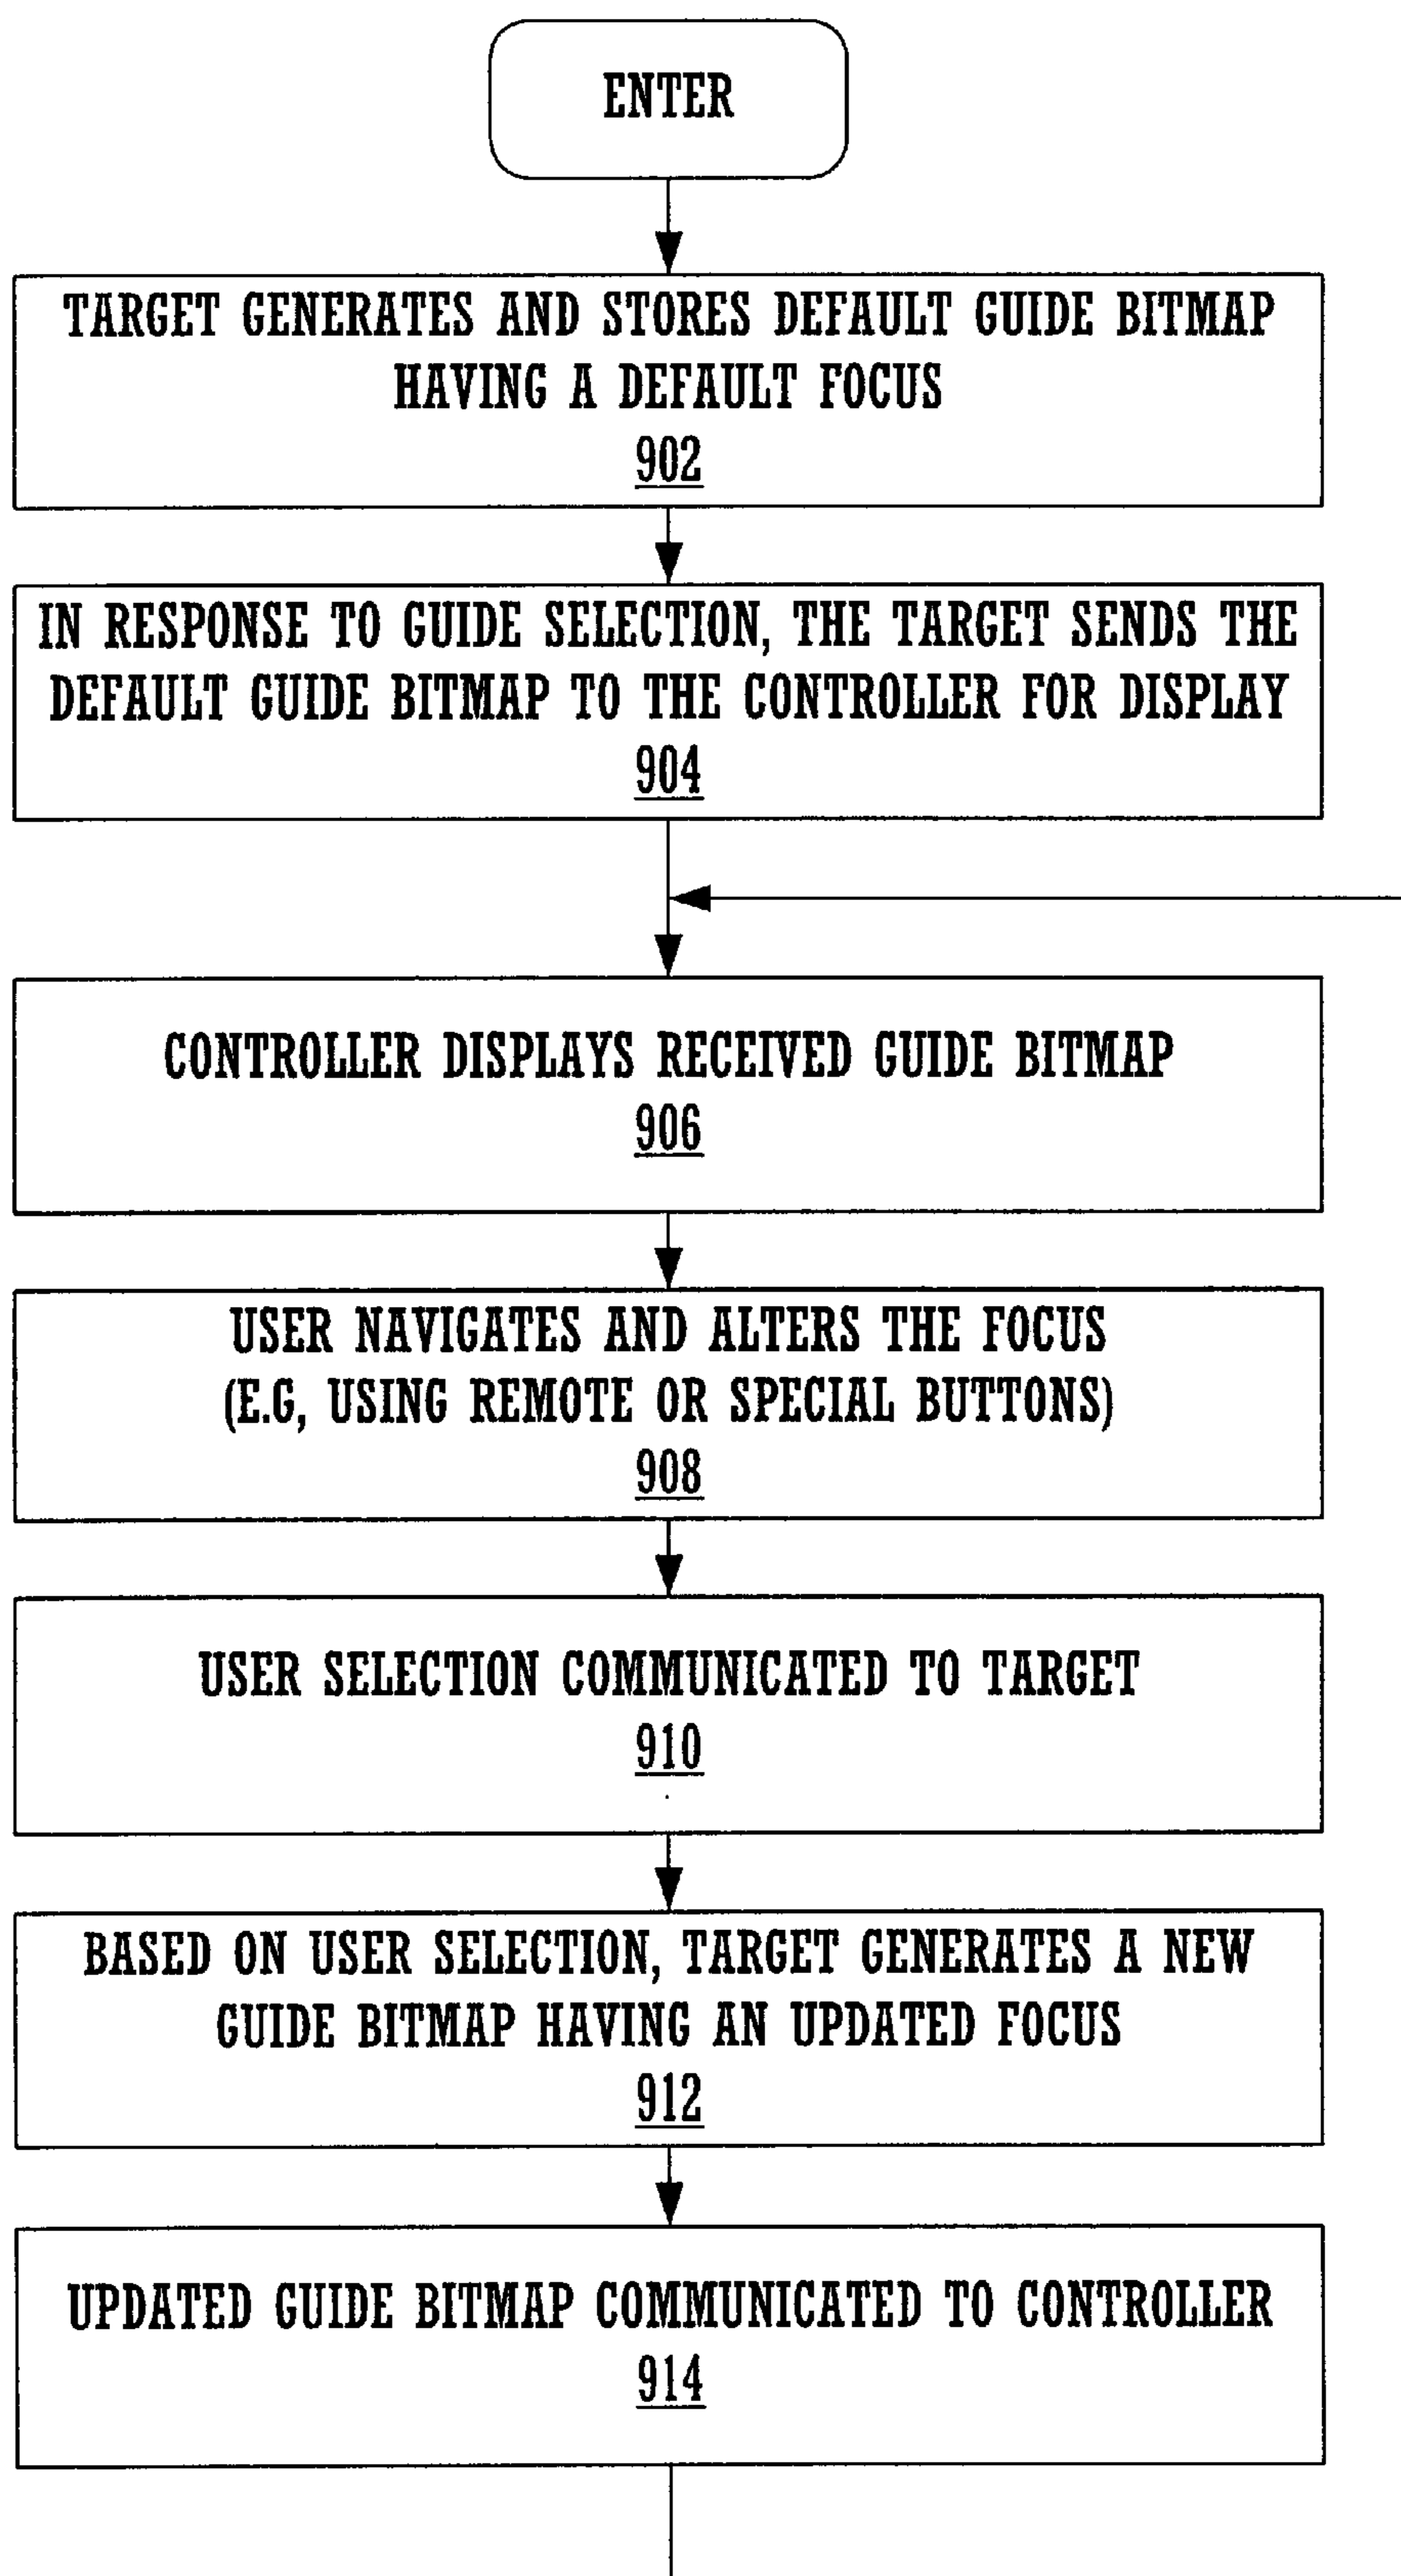 ENTER
TARGET GENERATES AND STORES DEFAULT GUIDE BITMAP
HAVING A DEFAULT FOCUS
902
IN RESPONSE TO GUIDE SELECTION, THE TARGET SENDS THE
DEFAULT GUIDE BITMAP TO THE CONTROLLER FOR DISPLAY
904
CONTROLLER DISPLAYS RECEIVED GUIDE BITMAP
906
USER NAVIGATES AND ALTERS THE FOCUS
(E.G, USING REMOTE OR SPECIAL BUTTONS)
908
USER SELECTION COMMUNICATED TO TARGET
910
BASED ON USER SELECTION, TARGET GENERATES A NEW
GUIDE BITMAP HAVING AN UPDATED FOCUS
912
UPDATED GUIDE BITMAP COMMUNICATED TO CONTROLLER
914